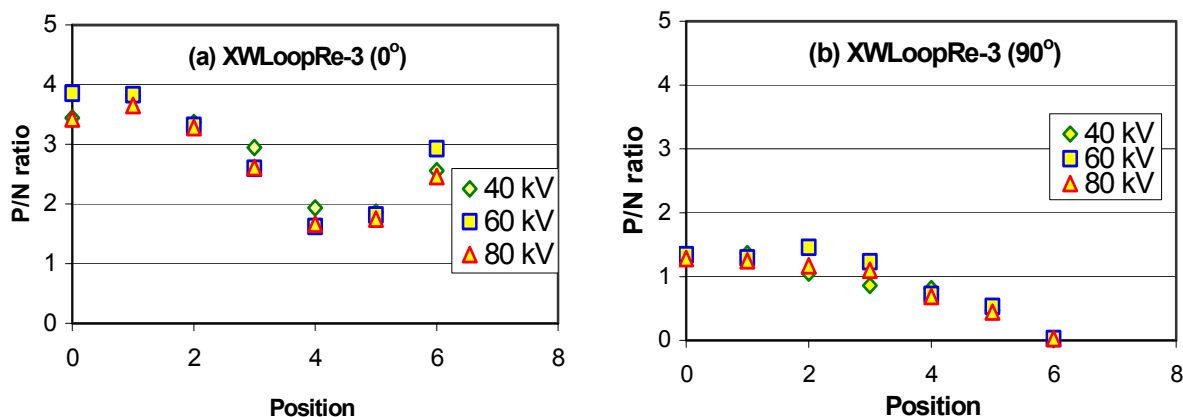 (a) XWLoopRe-3 (0°)
P/N ratio
5
4
3
2
1
0
40 kV
60 kV
80 kV
0 2 4 6 8
Position
(b) XWLoopRe-3 (90°)
P/N ratio
5
4
3
2
1
0
40 kV
60 kV
80 kV
0 2 4 6 8
Position